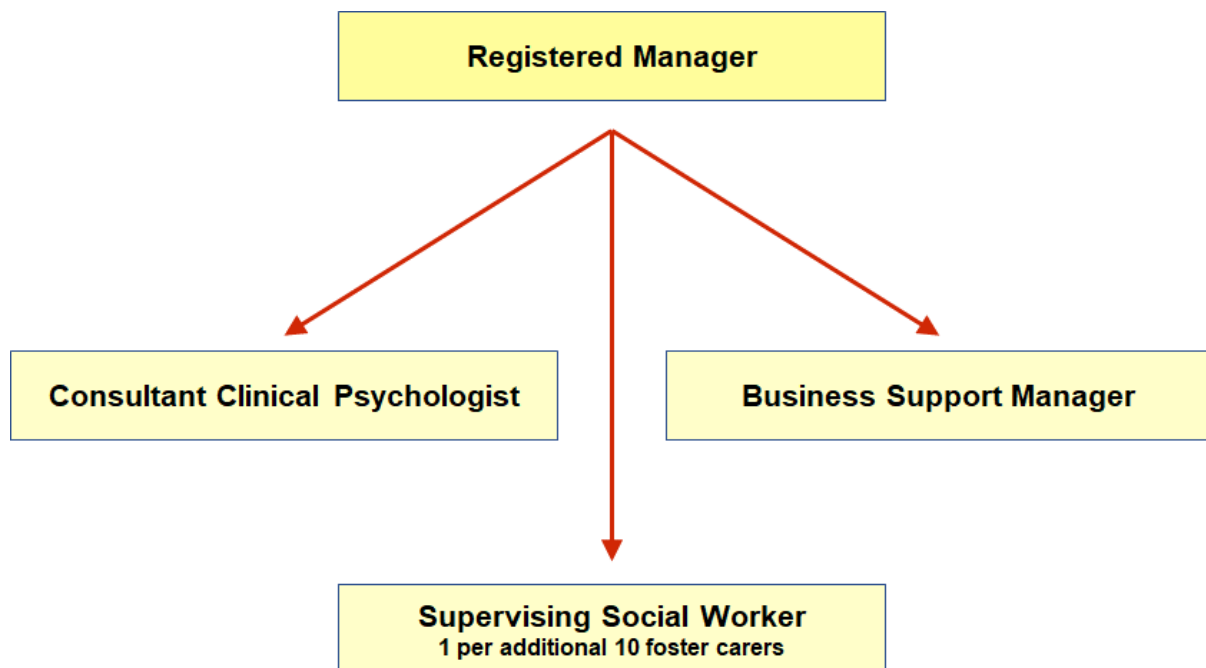 Registered Manager
Consultant Clinical Psychologist
Business Support Manager
Supervising Social Worker
1 per additional 10 foster carers